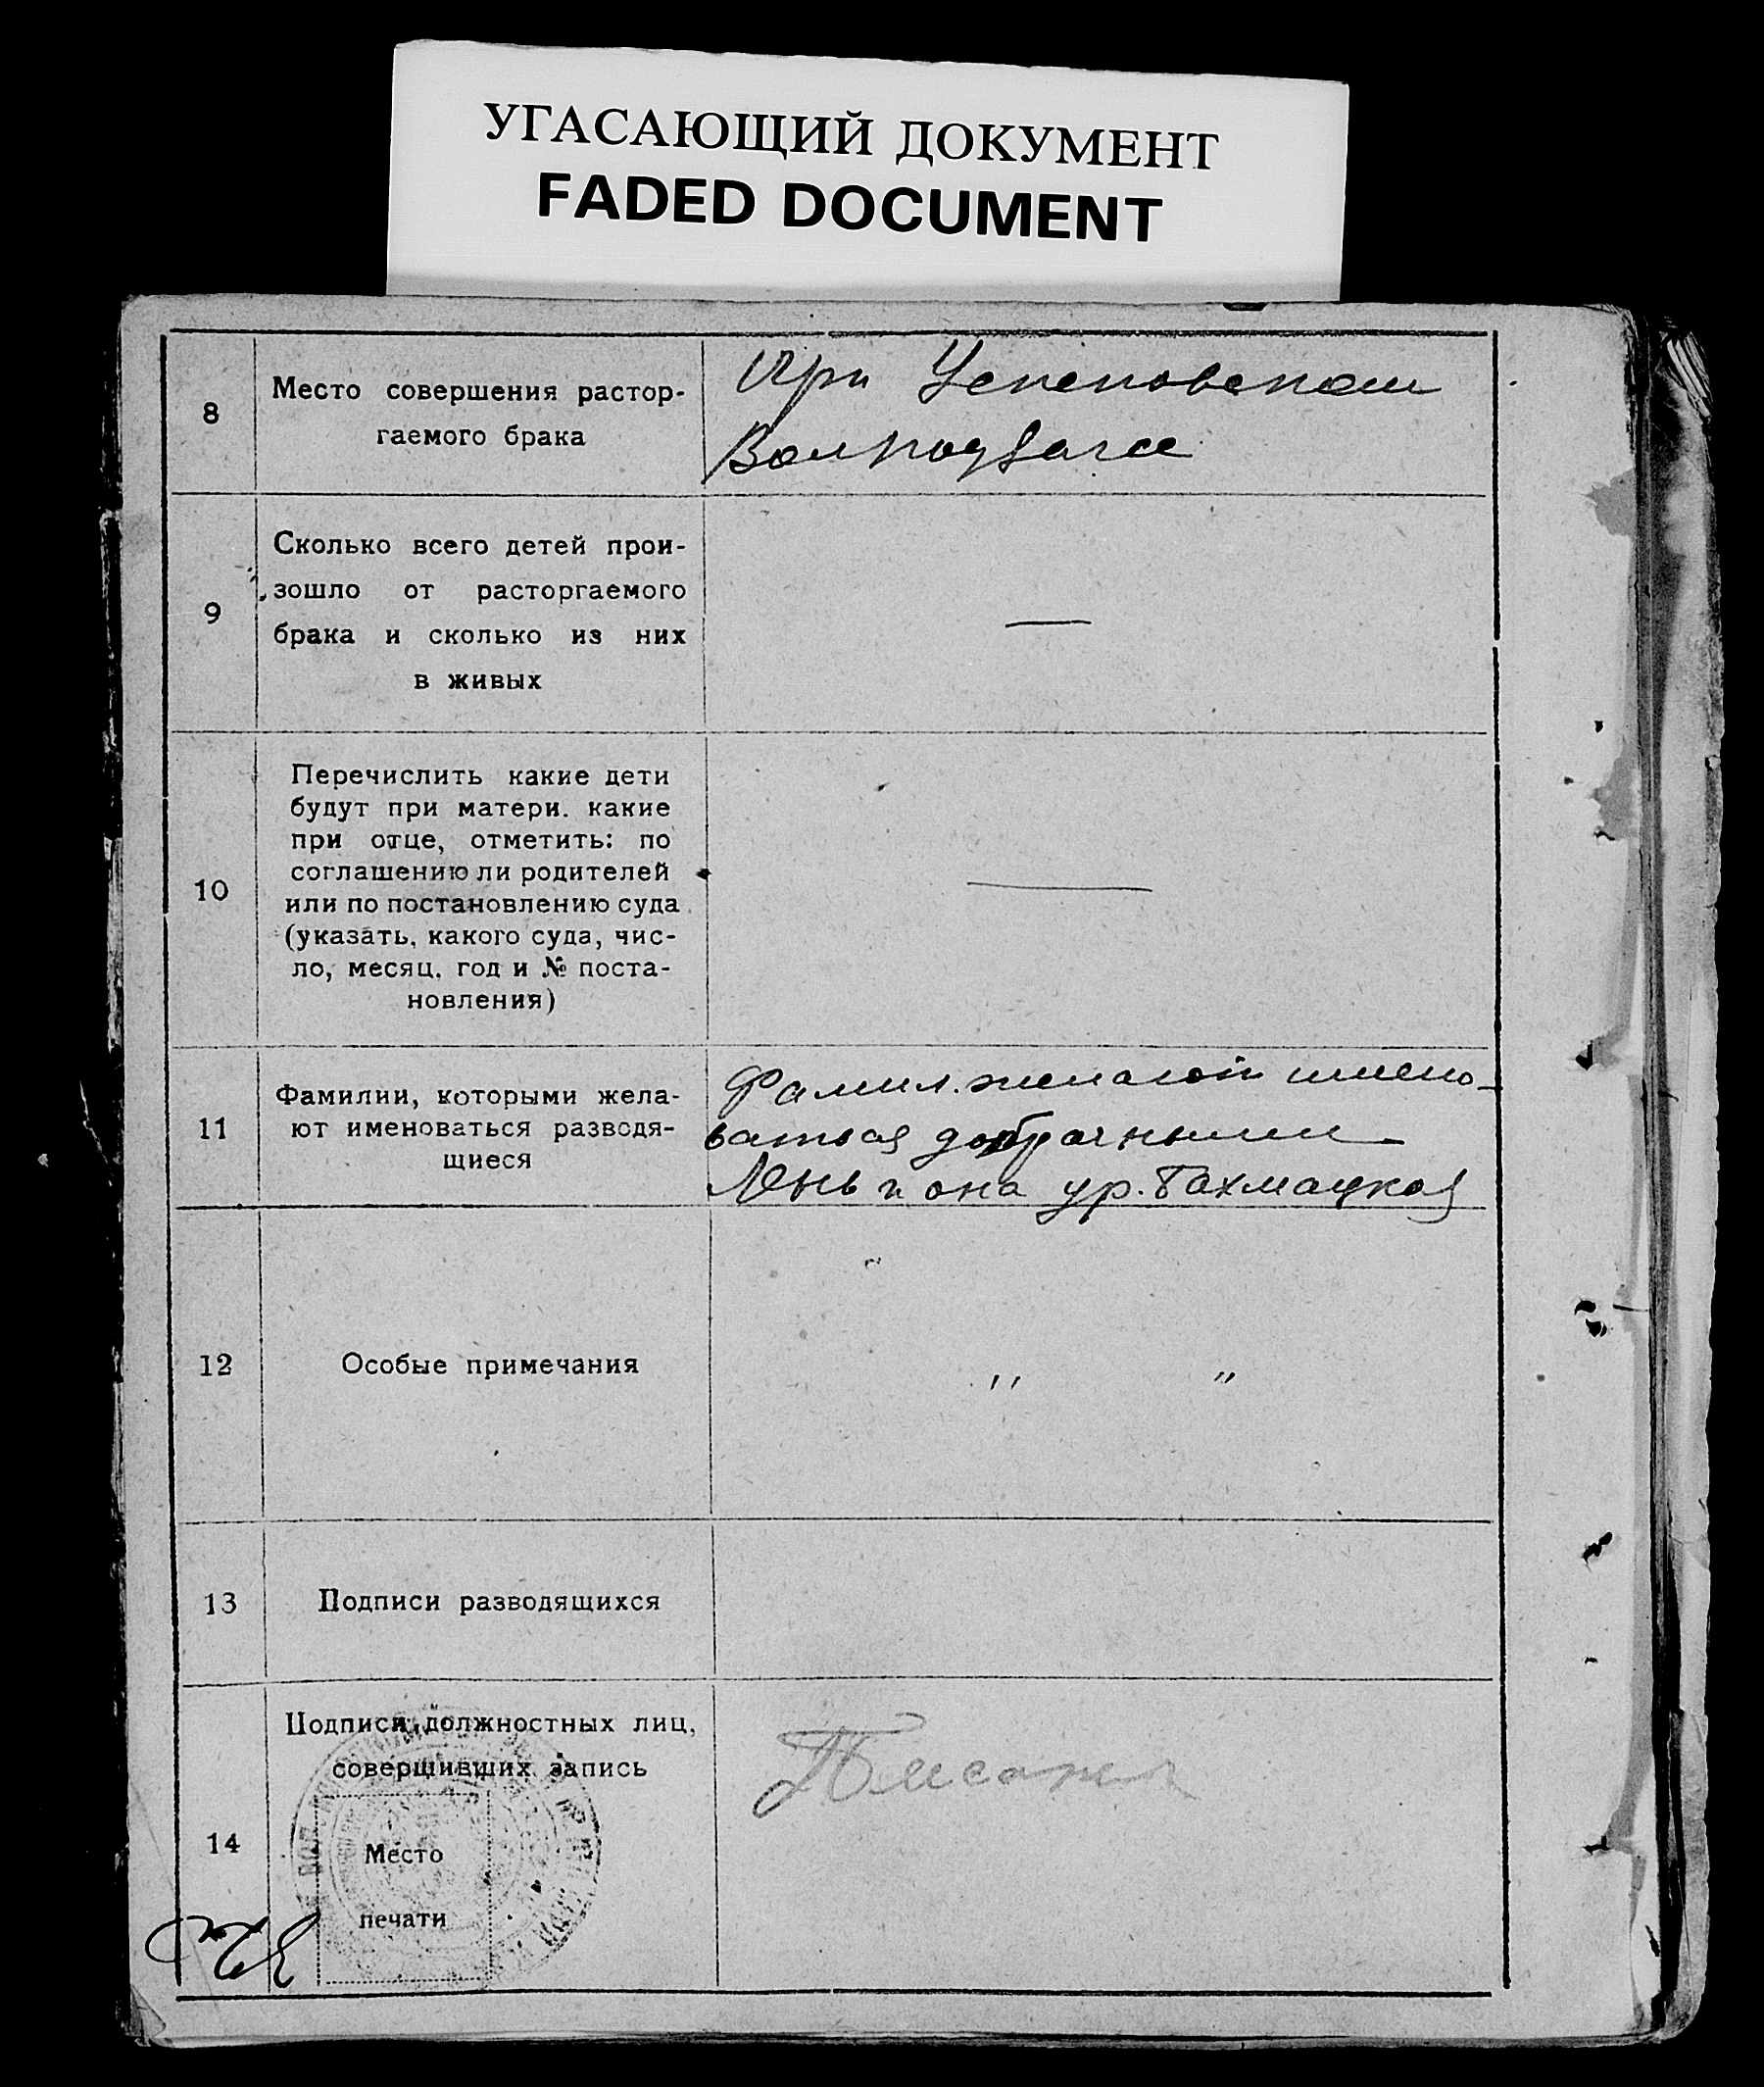 УГАСАЮЩИЙ ДОКУМЕНТ
FADED DOCUMENT
8
Место совершения растор-
гаемого брака
При Успеновском
Волподзагсе
9
Сколько всего детей прои-
зошло от расторгаемого
брака и сколько из них
в живых
—
10
Перечислить какие дети
будут при матери. какие
при отце, отметить: по
соглашению ли родителей
или по постановлению суда
(указать, какого суда, чис-
ло, месяц. год и № поста-
новления)
—
11
Фамилии, которыми жела-
ют именоваться разводя-
щиеся
Фамил. желают имено-
ваться добрачными
Лень и она ур. Бахмацкая
12
Особые примечания
" "
13
Подписи разводящихся
14
Подписи должностных лиц,
совершивших запись
Место
печати